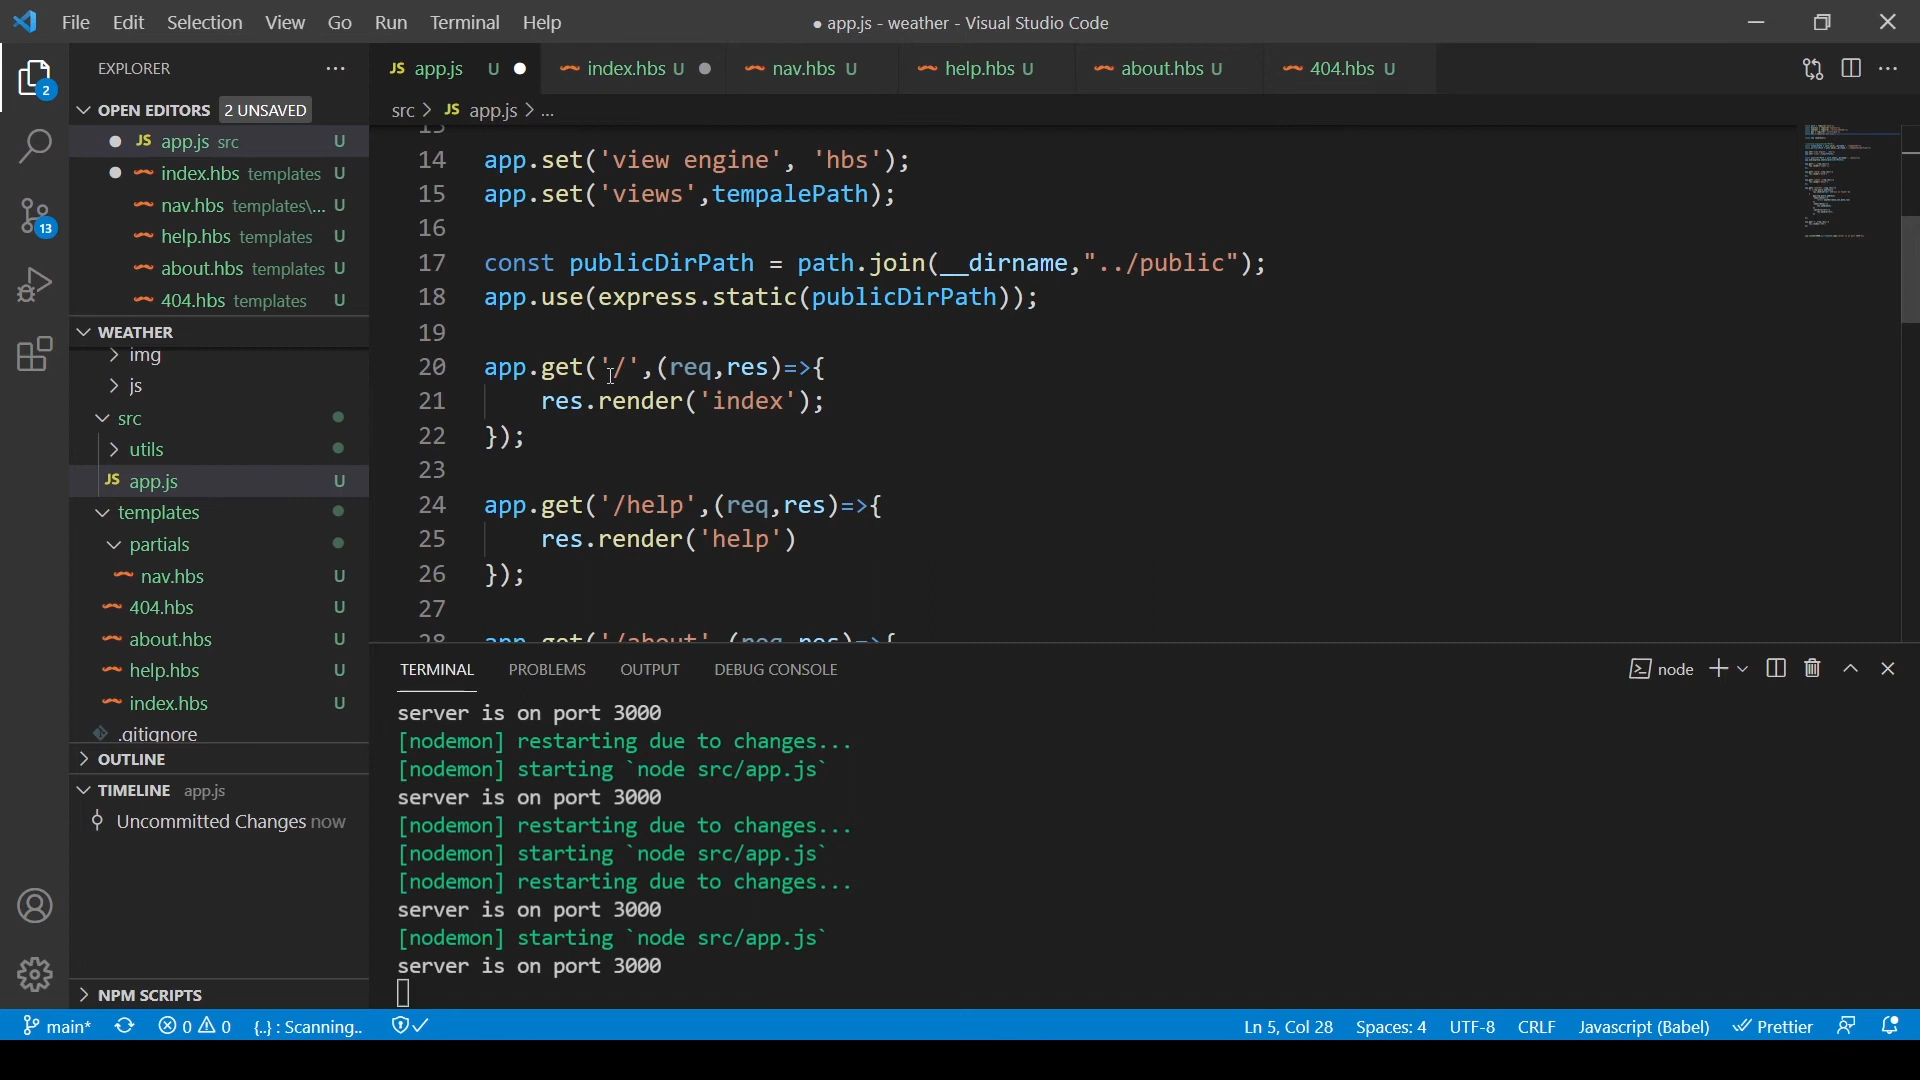 File Edit Selection View Go Run Terminal Help
● app.js - weather - Visual Studio Code
EXPLORER
2
OPEN EDITORS 2 UNSAVED
JS app.js src U
index.hbs templates U
nav.hbs templates\... U
help.hbs templates U
about.hbs templates U
404.hbs templates U
WEATHER
img
js
src
utils
JS app.js U
templates
partials
nav.hbs U
404.hbs U
about.hbs U
help.hbs U
index.hbs U
.gitignore
OUTLINE
TIMELINE app.js
Uncommitted Changes now
NPM SCRIPTS
13
JS app.js U
index.hbs U
nav.hbs U
help.hbs U
about.hbs U
404.hbs U
src > JS app.js > ...
13
14 app.set('view engine', 'hbs');
15 app.set('views',tempalePath);
16
17 const publicDirPath = path.join(__dirname,"../public");
18 app.use(express.static(publicDirPath));
19
20 app.get('/',(req,res)=>{
21 res.render('index');
22 });
23
24 app.get('/help',(req,res)=>{
25 res.render('help')
26 });
27
28 app.get('/about',(req,res)=>{
TERMINAL PROBLEMS OUTPUT DEBUG CONSOLE
node
server is on port 3000
[nodemon] restarting due to changes...
[nodemon] starting `node src/app.js`
server is on port 3000
[nodemon] restarting due to changes...
[nodemon] starting `node src/app.js`
[nodemon] restarting due to changes...
server is on port 3000
[nodemon] starting `node src/app.js`
server is on port 3000
main* 0 0 {..} : Scanning..
Ln 5, Col 28 Spaces: 4 UTF-8 CRLF Javascript (Babel) Prettier